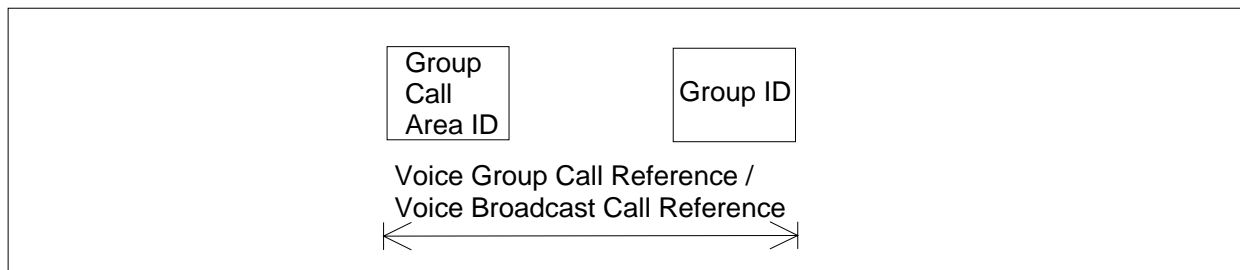 Group
Call
Area ID
Group ID
Voice Group Call Reference /
Voice Broadcast Call Reference